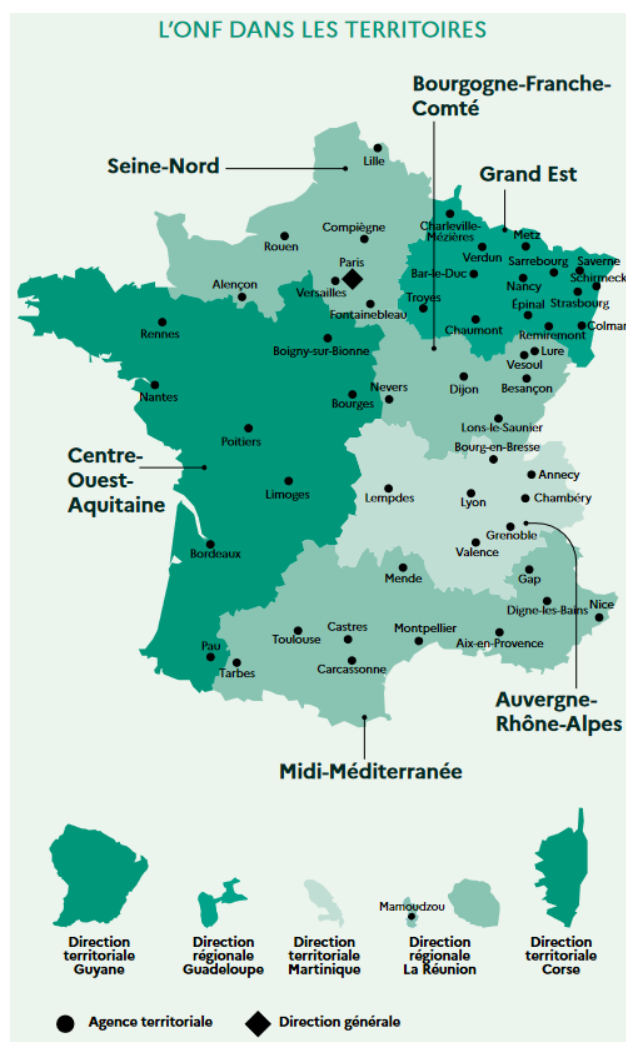 L'ONF DANS LES TERRITOIRES
Bourgogne-Franche-
Comté
Seine-Nord
Grand Est
Lille
Charleville-
Mézières
Compiègne
Rouen
Metz
Verdun
Saverne
Sarrebourg
Schirmeck
Paris
Bar-le-Duc
Nancy
Versailles
Alençon
Troyes
Strasbourg
Fontainebleau
Épinal
Chaumont
Remiremont
Colmar
Rennes
Boigny-sur-Bionne
Lure
Vesoul
Nevers
Dijon
Besançon
Nantes
Bourges
Lons-le-Saunier
Poitiers
Bourg-en-Bresse
Centre-
Ouest-
Aquitaine
Annecy
Limoges
Lempdes
Lyon
Chambéry
Grenoble
Bordeaux
Valence
Mende
Gap
Digne-les-Bains
Nice
Castres
Montpellier
Toulouse
Aix-en-Provence
Pau
Tarbes
Carcassonne
Auvergne-
Rhône-Alpes
Midi-Méditerranée
Mamoudzou
Direction
territoriale
Guyane
Direction
régionale
Guadeloupe
Direction
territoriale
Martinique
Direction
régionale
La Réunion
Direction
territoriale
Corse
Agence territoriale
Direction générale